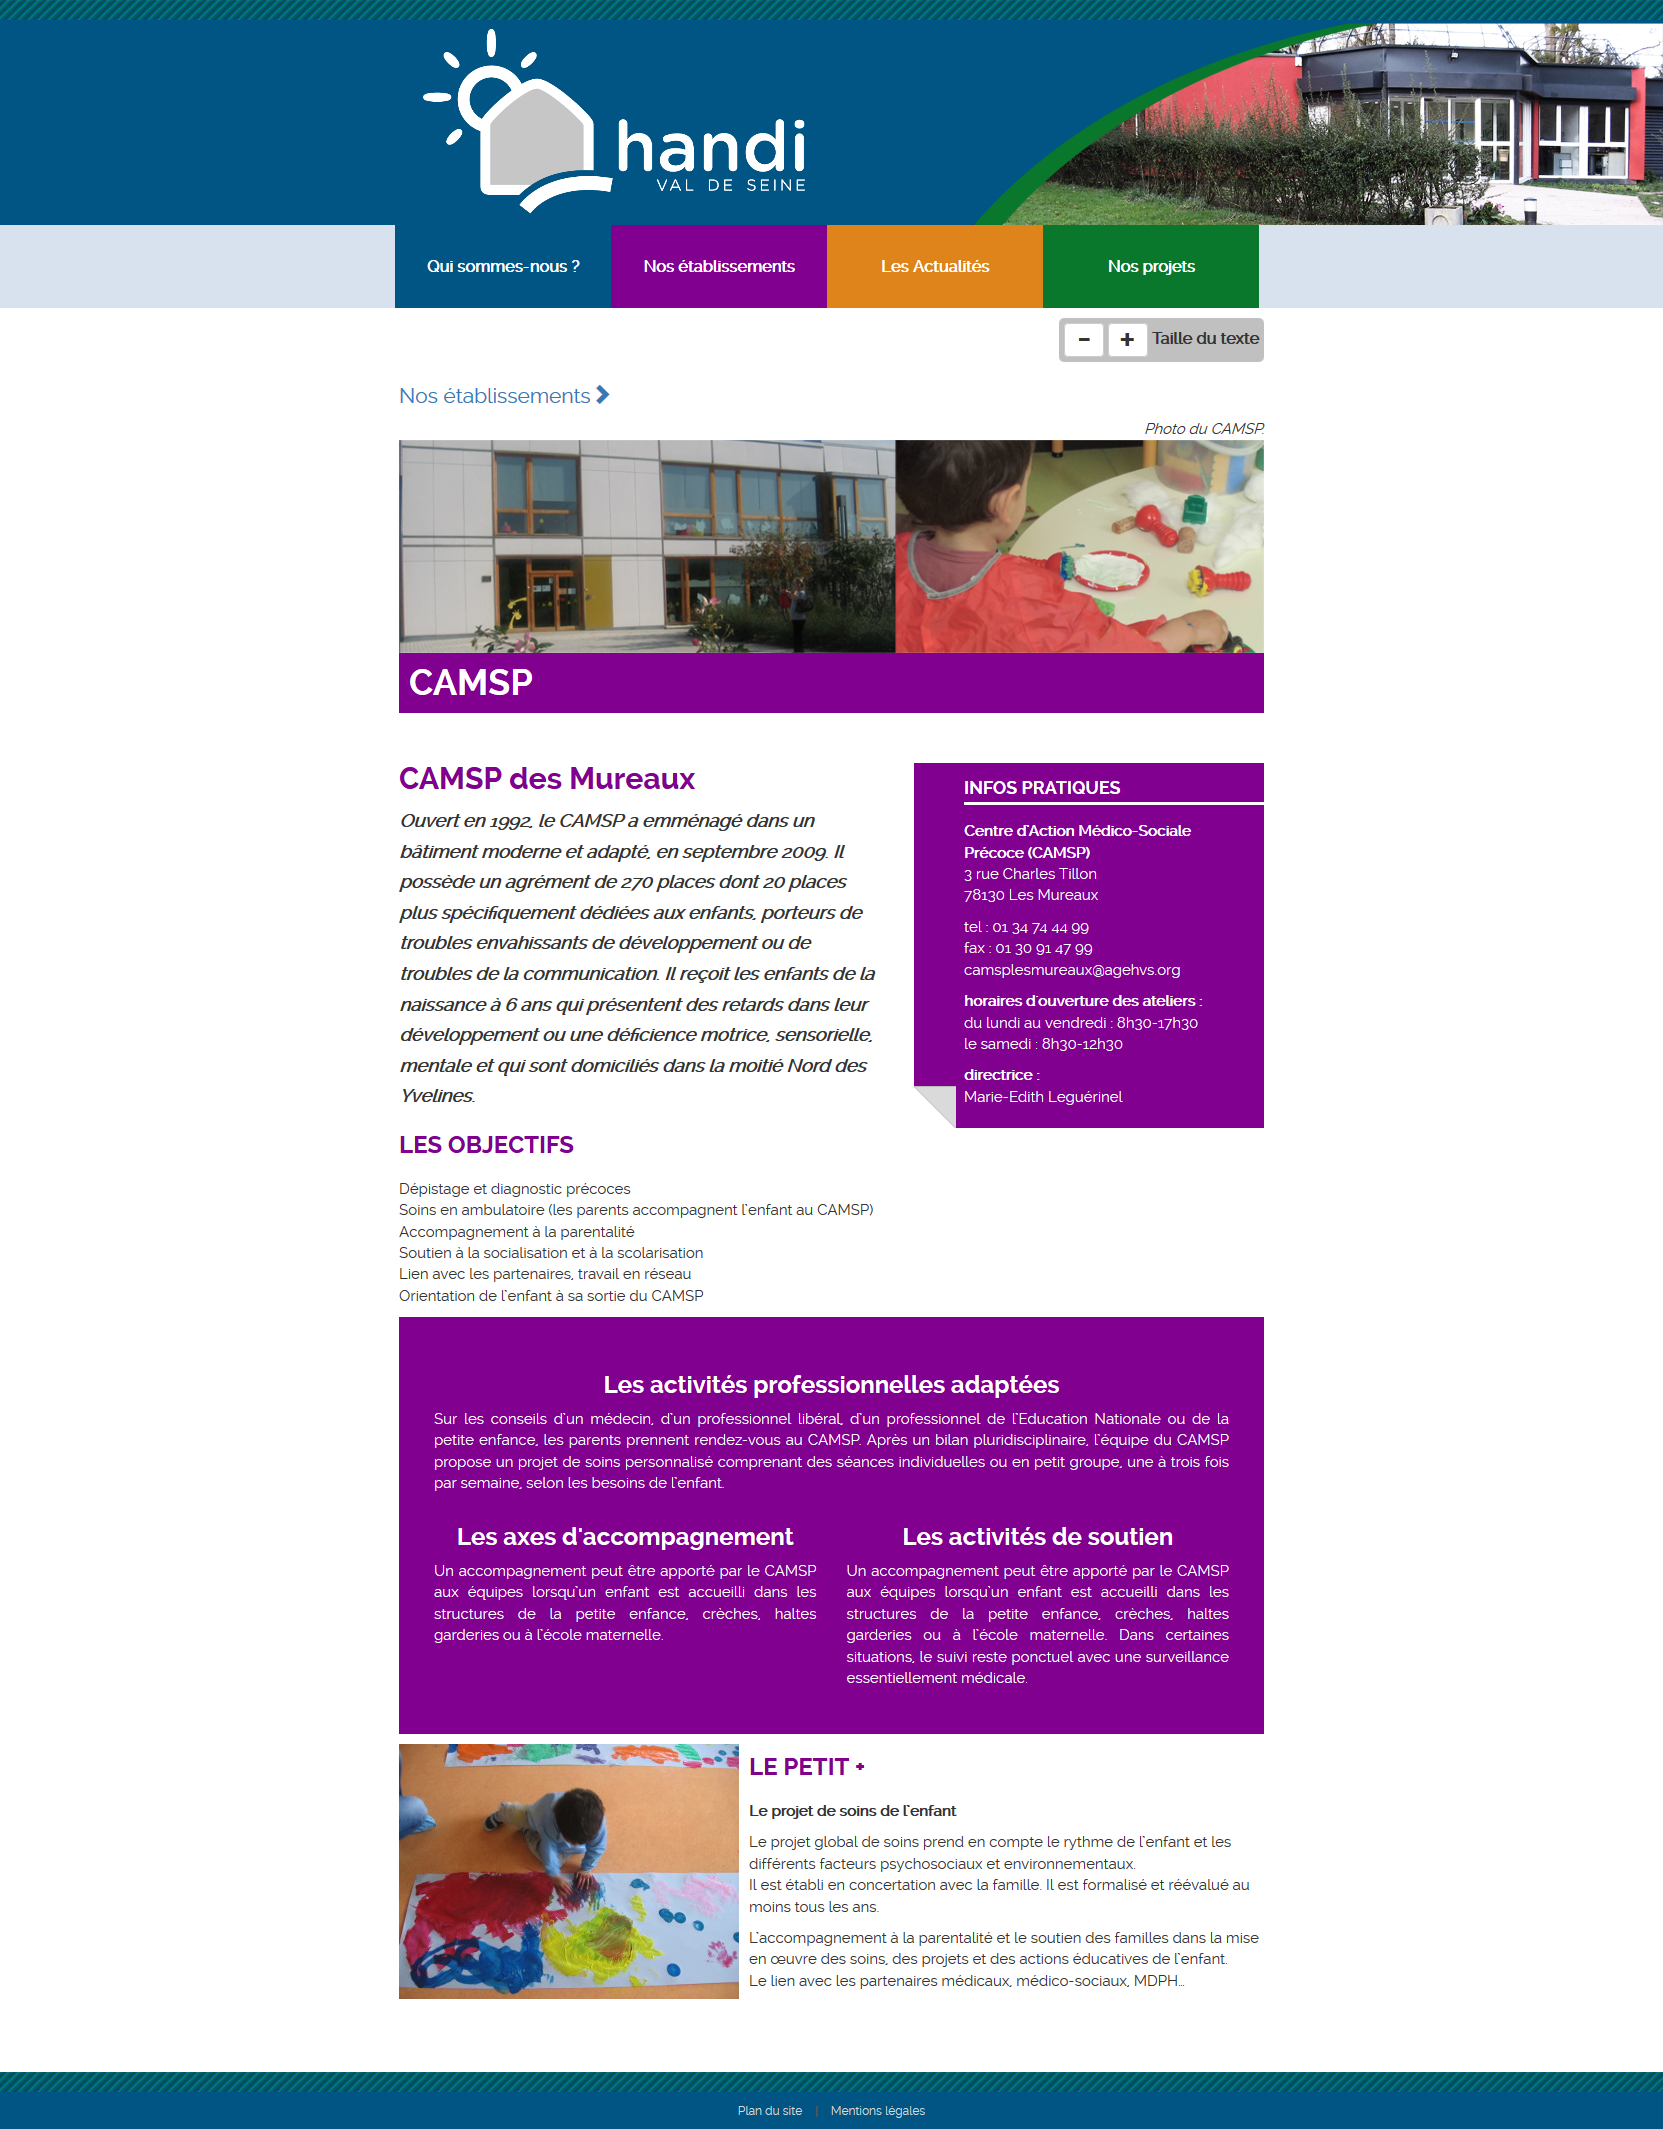 handi
VAL DE SEINE
Qui sommes-nous ?
Nos établissements
Les Actualités
Nos projets
- + Taille du texte
Nos établissements
Photo du CAMSP.
CAMSP
CAMSP des Mureaux
Ouvert en 1992, le CAMSP a emménagé dans un
bâtiment moderne et adapté, en septembre 2009. Il
possède un agrément de 270 places dont 20 places
plus spécifiquement dédiées aux enfants, porteurs de
troubles envahissants de développement ou de
troubles de la communication. Il reçoit les enfants de la
naissance à 6 ans qui présentent des retards dans leur
développement ou une déficience motrice, sensorielle,
mentale et qui sont domiciliés dans la moitié Nord des
Yvelines.
INFOS PRATIQUES
Centre d'Action Médico-Sociale
Précoce (CAMSP)
3 rue Charles Tillon
78130 Les Mureaux
tel : 01 34 74 44 99
fax : 01 30 91 47 99
camsplesmureaux@agehvs.org
horaires d'ouverture des ateliers :
du lundi au vendredi : 8h30-17h30
le samedi : 8h30-12h30
directrice :
Marie-Edith Leguérinel
LES OBJECTIFS
Dépistage et diagnostic précoces
Soins en ambulatoire (les parents accompagnent l'enfant au CAMSP)
Accompagnement à la parentalité
Soutien à la socialisation et à la scolarisation
Lien avec les partenaires, travail en réseau
Orientation de l'enfant à sa sortie du CAMSP
Les activités professionnelles adaptées
Sur les conseils d'un médecin, d'un professionnel libéral, d'un professionnel de l'Education Nationale ou de la
petite enfance, les parents prennent rendez-vous au CAMSP. Après un bilan pluridisciplinaire, l'équipe du CAMSP
propose un projet de soins personnalisé comprenant des séances individuelles ou en petit groupe, une à trois fois
par semaine, selon les besoins de l'enfant.
Les axes d'accompagnement
Un accompagnement peut être apporté par le CAMSP
aux équipes lorsqu'un enfant est accueilli dans les
structures de la petite enfance, crèches, haltes
garderies ou à l'école maternelle.
Les activités de soutien
Un accompagnement peut être apporté par le CAMSP
aux équipes lorsqu'un enfant est accueilli dans les
structures de la petite enfance, crèches, haltes
garderies ou à l'école maternelle. Dans certaines
situations, le suivi reste ponctuel avec une surveillance
essentiellement médicale.
LE PETIT +
Le projet de soins de l'enfant
Le projet global de soins prend en compte le rythme de l'enfant et les
différents facteurs psychosociaux et environnementaux.
Il est établi en concertation avec la famille. Il est formalisé et réévalué au
moins tous les ans.
L'accompagnement à la parentalité et le soutien des familles dans la mise
en œuvre des soins, des projets et des actions éducatives de l'enfant.
Le lien avec les partenaires médicaux, médico-sociaux, MDPH...
Plan du site | Mentions légales